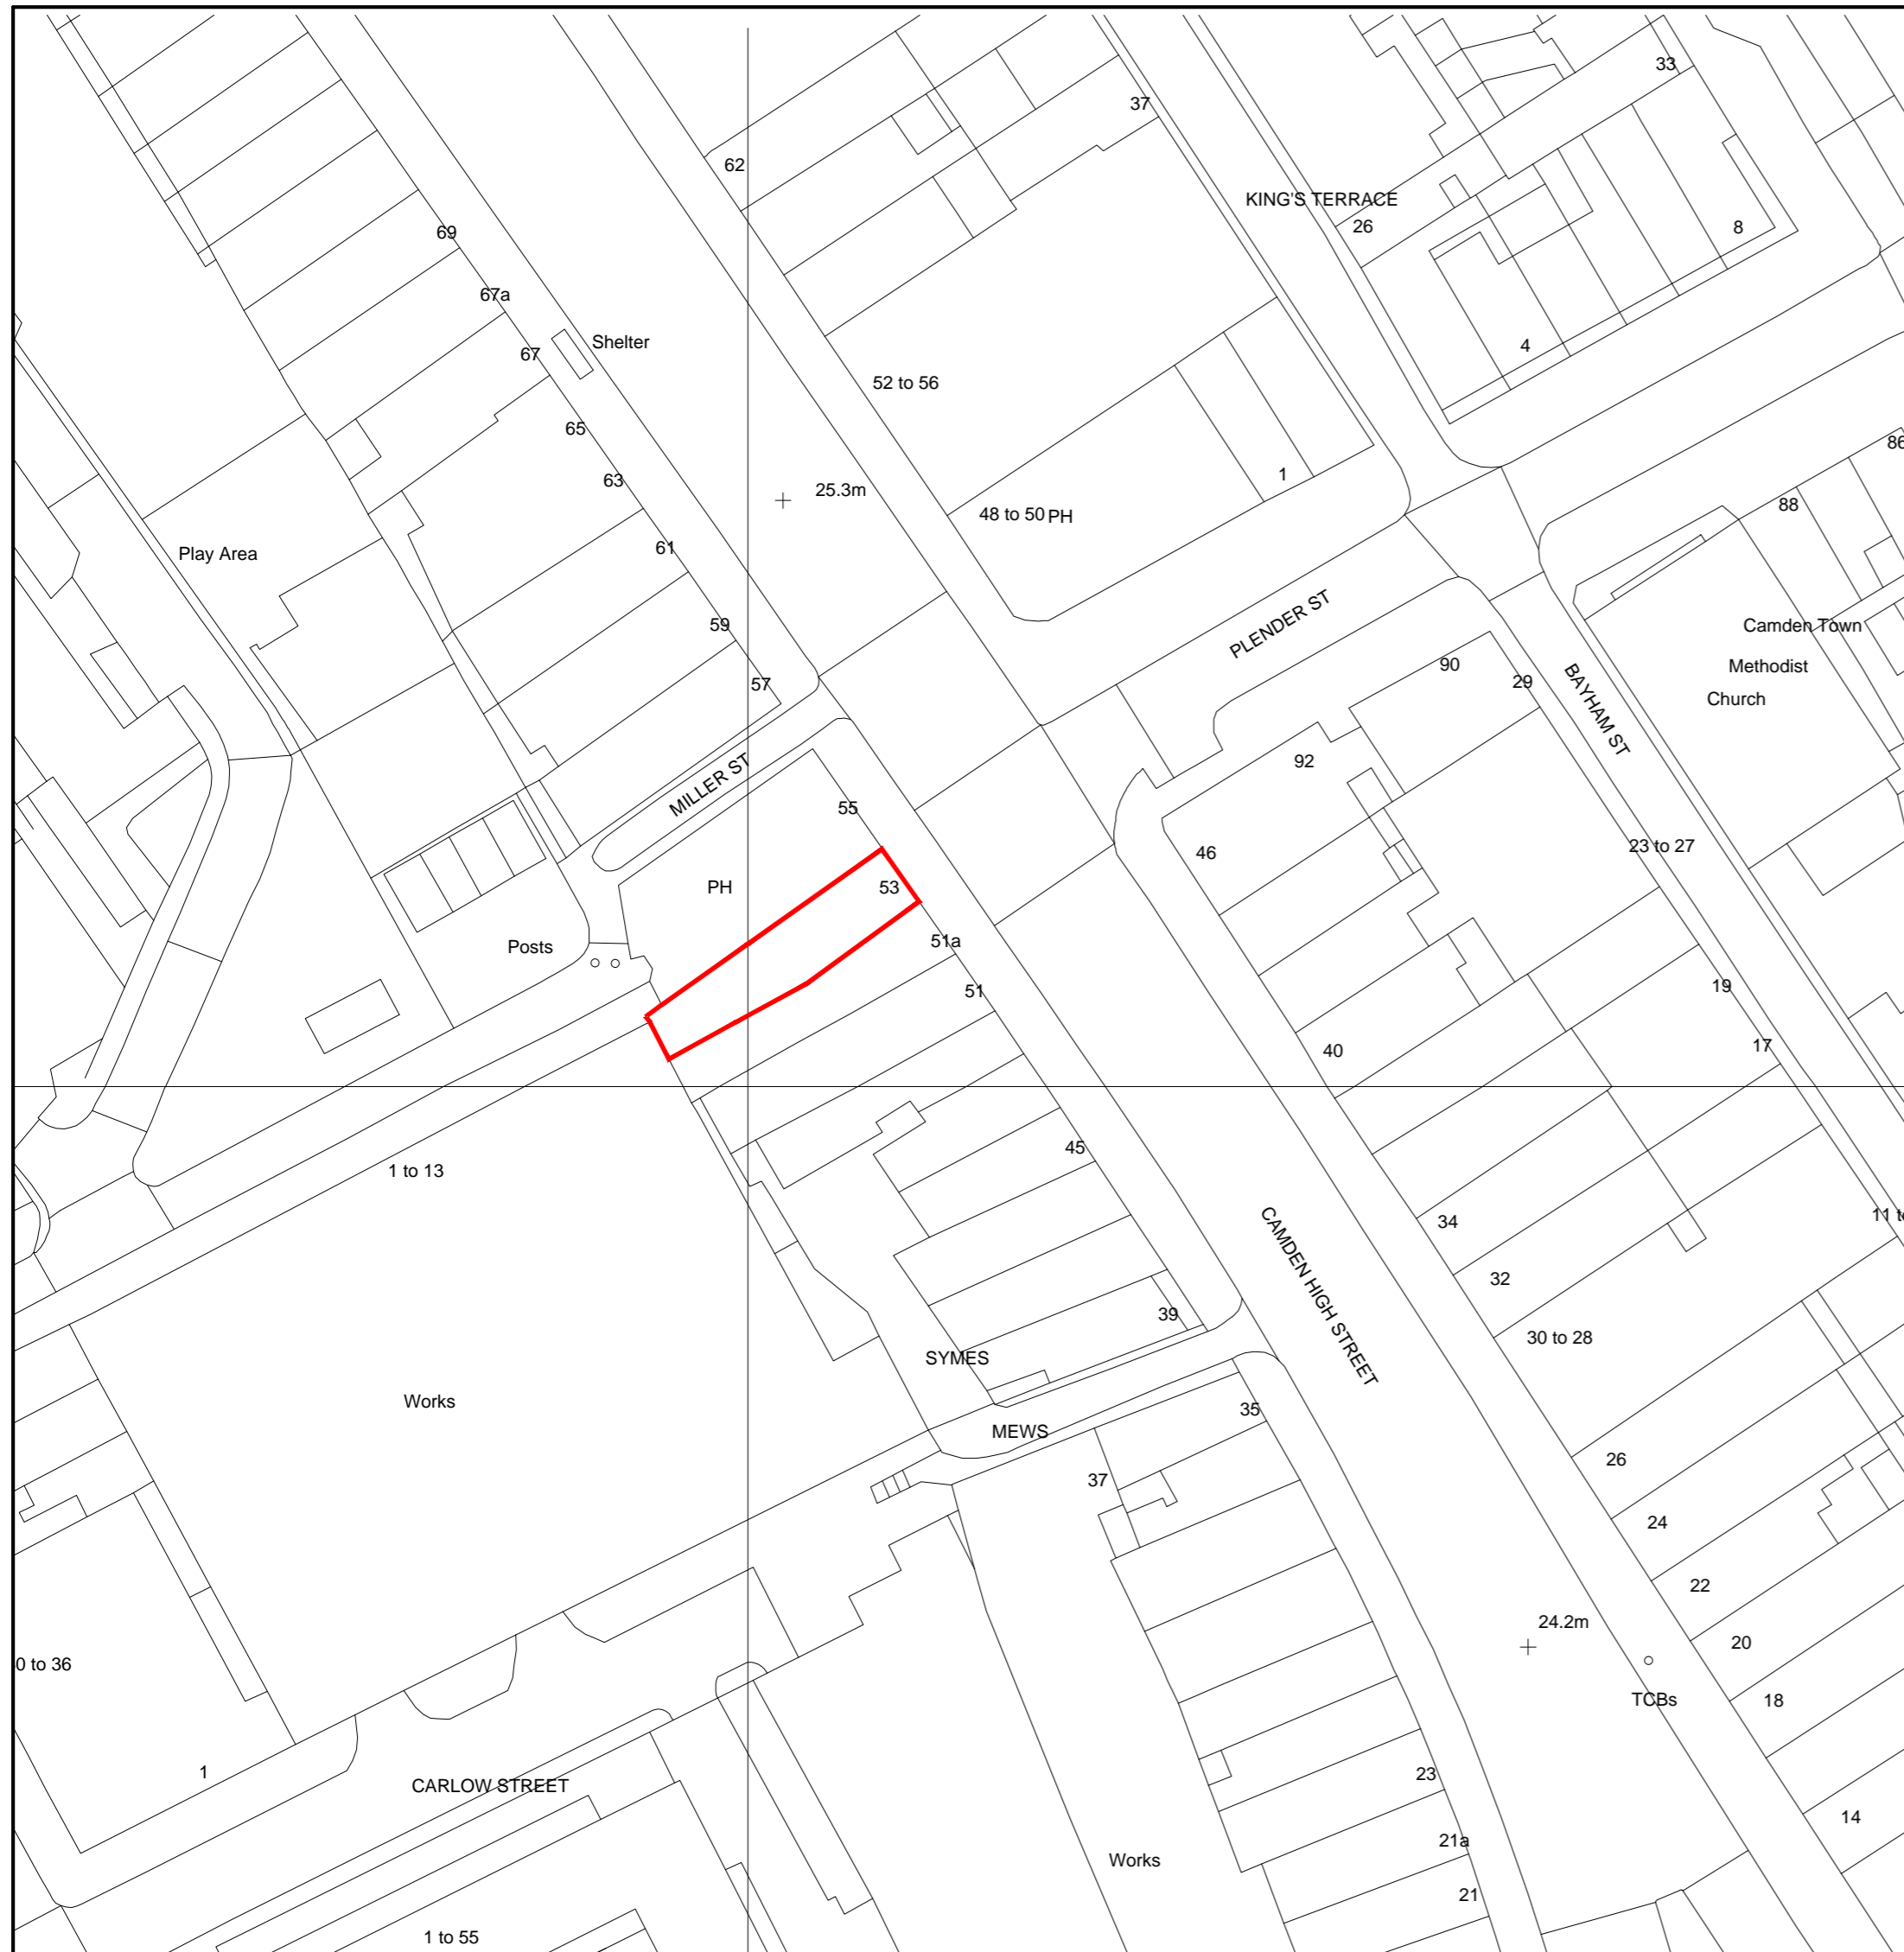 33
37
62
KING'S TERRACE
26
8
69
67a
Shelter
67
4
52 to 56
65
86
63
1
25.3m
88
48 to 50
PH
61
Play Area
PLENDER ST
59
Camden Town
Methodist
Church
90
29
57
BAYHAM ST
92
MILLER ST
55
46
23 to 27
PH
53
51a
Posts
51
19
40
17
45
1 to 13
34
11 t
CAMDEN HIGH STREET
32
39
30 to 28
SYMES
Works
35
MEWS
26
37
24
22
24.2m
20
0 to 36
TCBs
18
1
23
CARLOW STREET
14
21a
Works
21
1 to 55